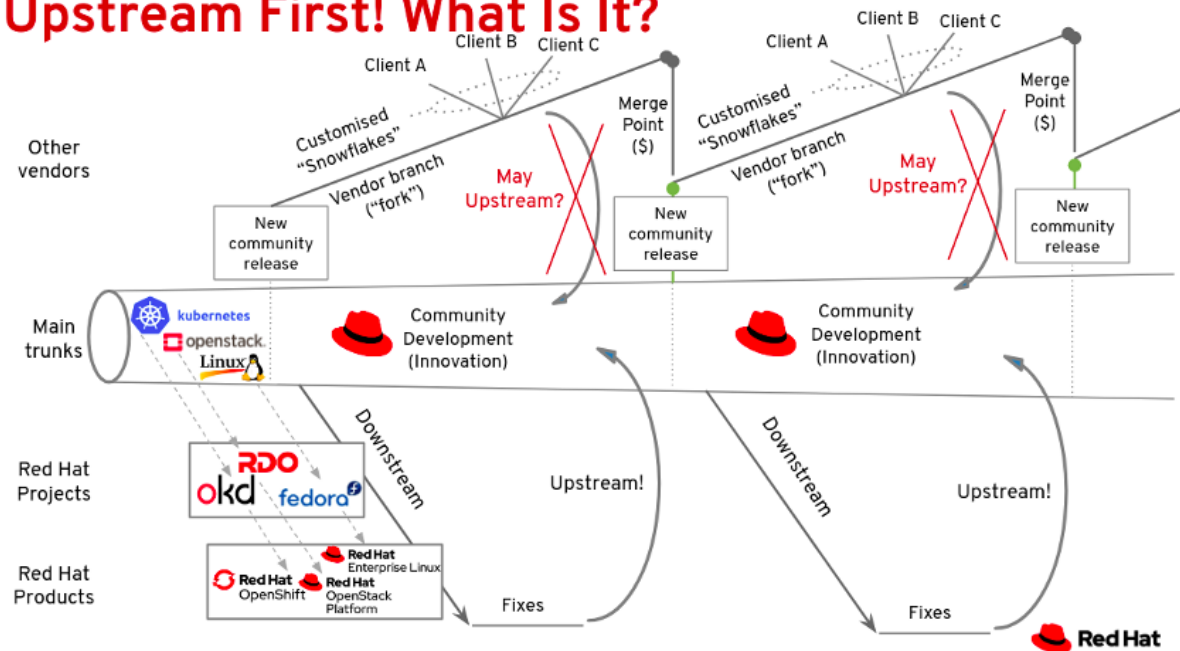 Upstream First! What Is It?
Client A
Client B
Client C
Client A
Client B
Client C
Other
vendors
Customised
“Snowflakes”
Vendor branch
(“fork”)
May
Upstream?
Merge
Point
($)
Customised
“Snowflakes”
Vendor branch
(“fork”)
May
Upstream?
Merge
Point
($)
New
community
release
New
community
release
New
community
release
Main
trunks
kubernetes
openstack.
Linux
Community
Development
(Innovation)
Community
Development
(Innovation)
Red Hat
Projects
RDO
okd
fedora
Downstream
Upstream!
Downstream
Upstream!
Red Hat
Products
Red Hat
OpenShift
Red Hat
Enterprise Linux
Red Hat
OpenStack
Platform
Fixes
Fixes
Red Hat